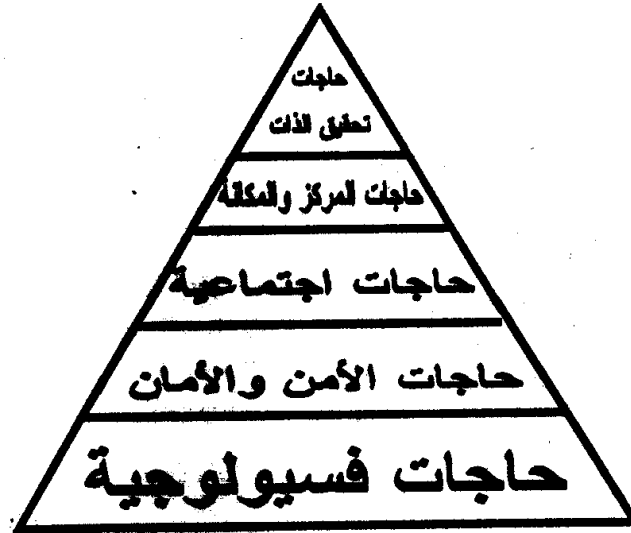 حاجات
تحقيق الذات
حاجات المركز والمكانة
حاجات اجتماعية
حاجات الأمن والأمان
حاجات فسيولوجية